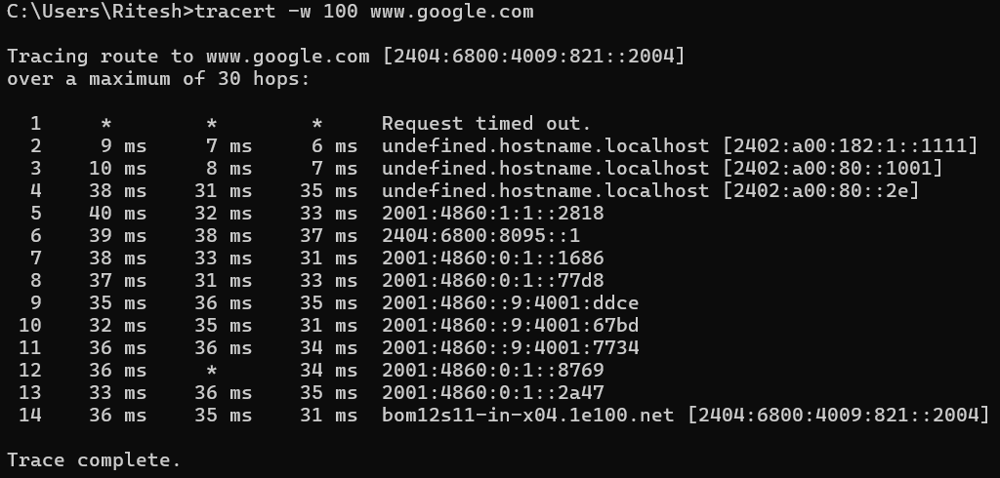 C:\Users\Ritesh>tracert -w 100 www.google.com
Tracing route to www.google.com [2404:6800:4009:821::2004]
over a maximum of 30 hops:
1 * * * Request timed out.
2 9 ms 7 ms 6 ms undefined.hostname.localhost [2402:a00:182:1::1111]
3 10 ms 8 ms 7 ms undefined.hostname.localhost [2402:a00:80::1001]
4 38 ms 31 ms 35 ms undefined.hostname.localhost [2402:a00:80::2e]
5 40 ms 32 ms 33 ms 2001:4860:1:1::2818
6 39 ms 38 ms 37 ms 2404:6800:8095::1
7 38 ms 33 ms 31 ms 2001:4860:0:1::1686
8 37 ms 31 ms 33 ms 2001:4860:0:1::77d8
9 35 ms 36 ms 35 ms 2001:4860::9:4001:ddce
10 32 ms 35 ms 31 ms 2001:4860::9:4001:67bd
11 36 ms 36 ms 34 ms 2001:4860::9:4001:7734
12 36 ms * 34 ms 2001:4860:0:1::8769
13 33 ms 36 ms 35 ms 2001:4860:0:1::2a47
14 36 ms 35 ms 31 ms bom12s11-in-x04.1e100.net [2404:6800:4009:821::2004]
Trace complete.